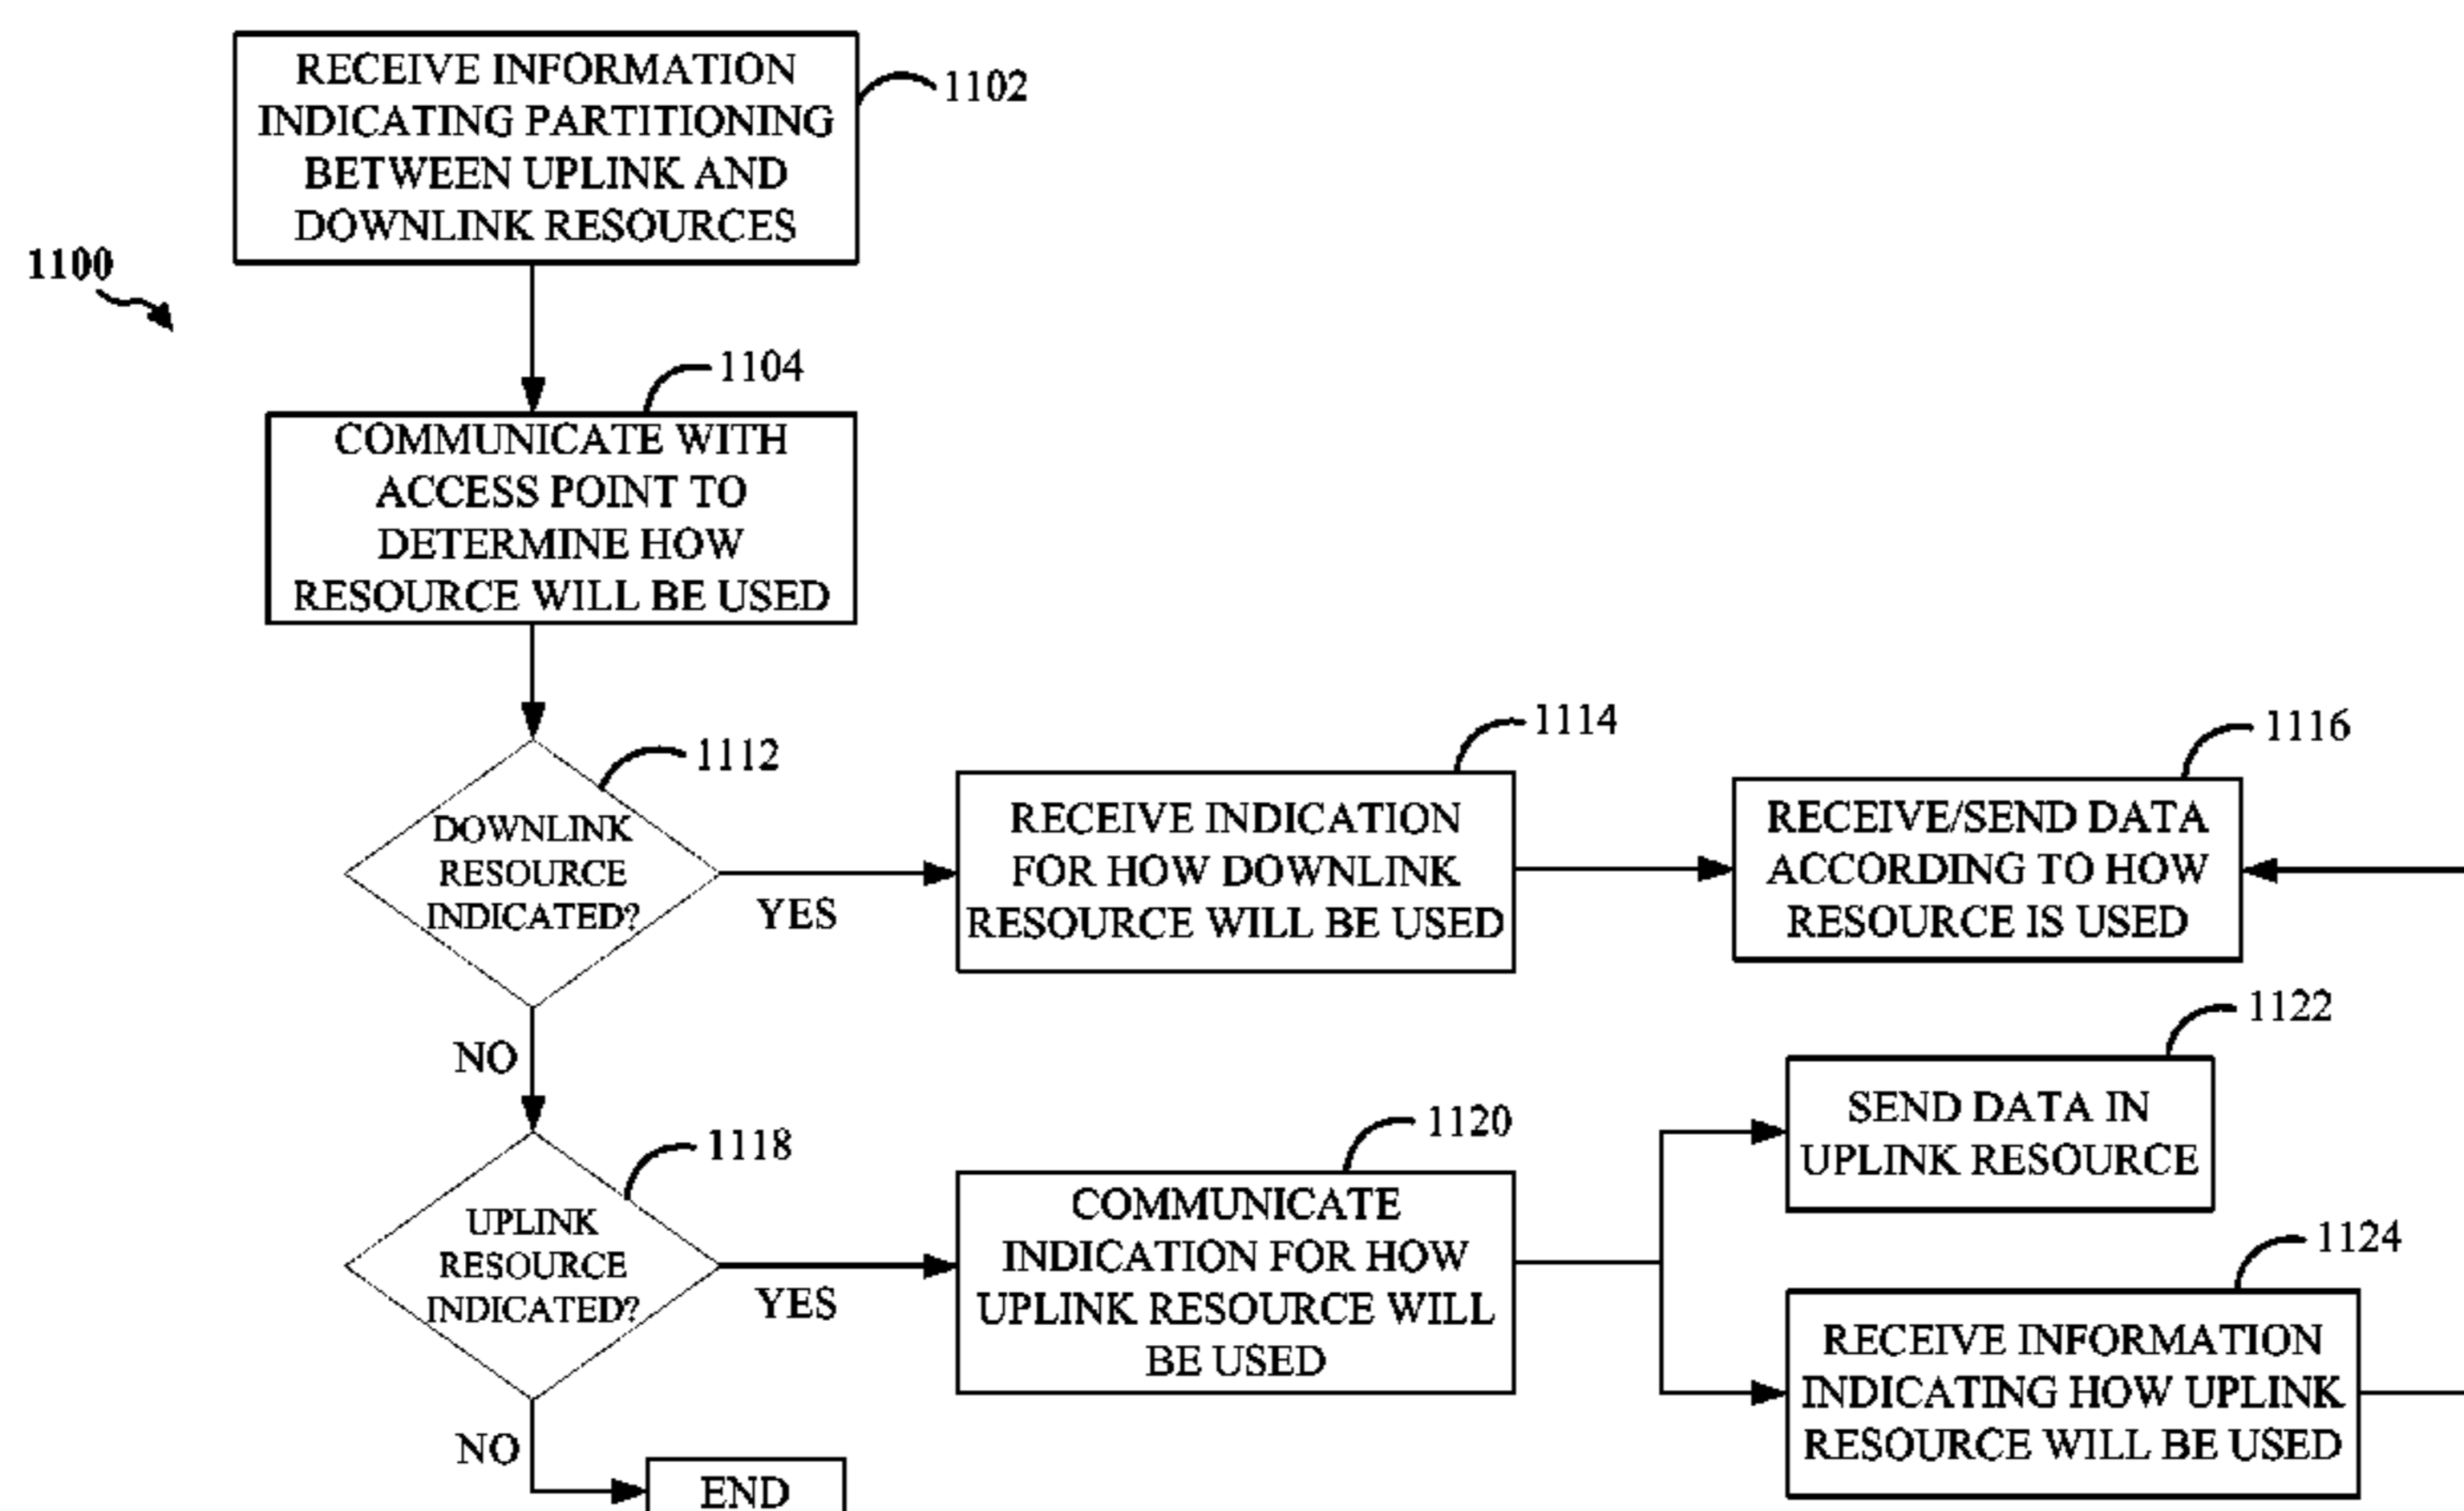 RECEIVE INFORMATION
INDICATING PARTITIONING
BETWEEN UPLINK AND
DOWNLINK RESOURCES
1102
1100
1104
COMMUNICATE WITH
ACCESS POINT TO
DETERMINE HOW
RESOURCE WILL BE USED
1112
DOWNLINK
RESOURCE
INDICATED?
YES
NO
1114
RECEIVE INDICATION
FOR HOW DOWNLINK
RESOURCE WILL BE USED
1116
RECEIVE/SEND DATA
ACCORDING TO HOW
RESOURCE IS USED
1118
UPLINK
RESOURCE
INDICATED?
YES
NO
1120
COMMUNICATE
INDICATION FOR HOW
UPLINK RESOURCE WILL
BE USED
1122
SEND DATA IN
UPLINK RESOURCE
1124
RECEIVE INFORMATION
INDICATING HOW UPLINK
RESOURCE WILL BE USED
END